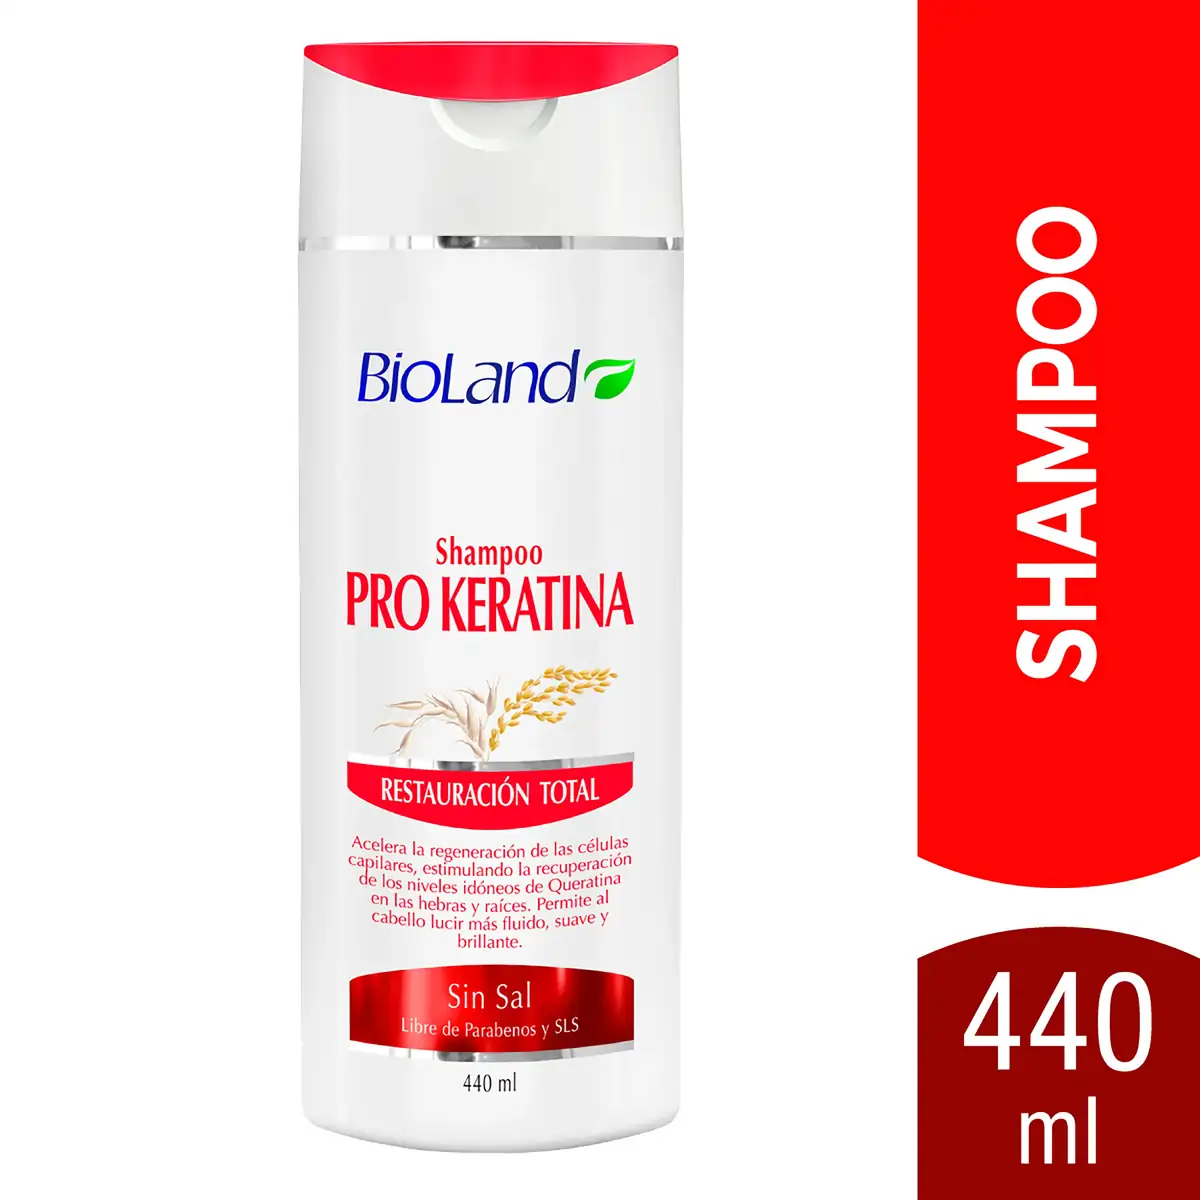 BioLand
Shampoo
PRO KERATINA
RESTAURACIÓN TOTAL
Acelera la regeneración de las células
capilares, estimulando la recuperación
de los niveles idóneos de Queratina
en las hebras y raíces. Permite al
cabello lucir más fluido, suave y
brillante.
Sin Sal
Libre de Parabenos y SLS
440 ml
SHAMPOO
440
ml